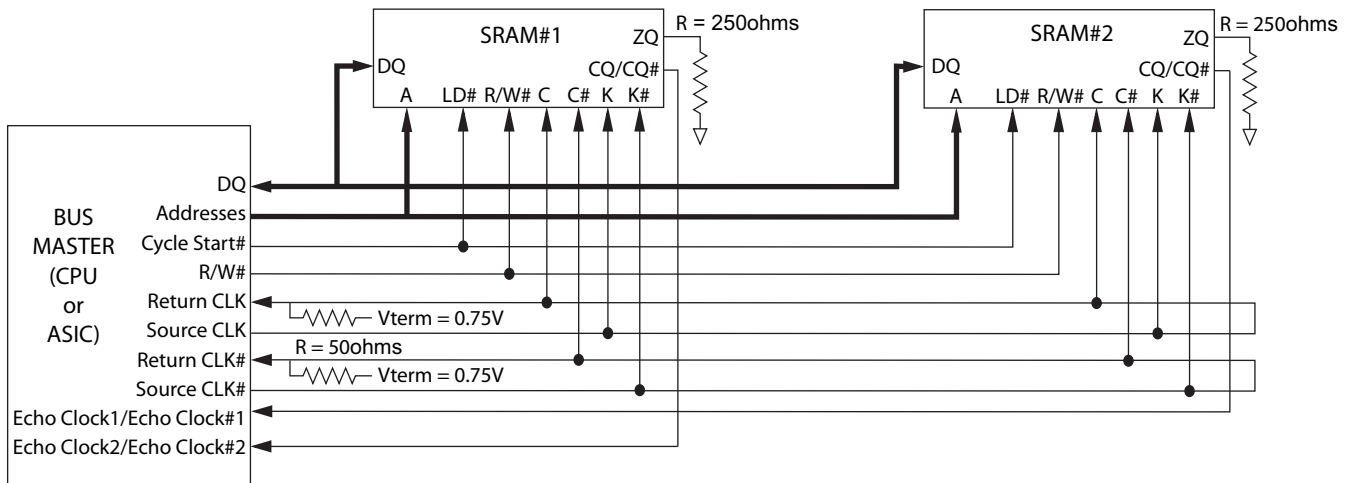 SRAM#1
ZQ
R = 250ohms
CQ/CQ#
DQ
A LD# R/W# C C# K K#
SRAM#2
ZQ
R = 250ohms
CQ/CQ#
DQ
A LD# R/W# C C# K K#
BUS
MASTER
(CPU
or
ASIC)
DQ
Addresses
Cycle Start#
R/W#
Return CLK
Vterm = 0.75V
Source CLK
R = 50ohms
Return CLK#
Vterm = 0.75V
Source CLK#
Echo Clock1/Echo Clock#1
Echo Clock2/Echo Clock#2